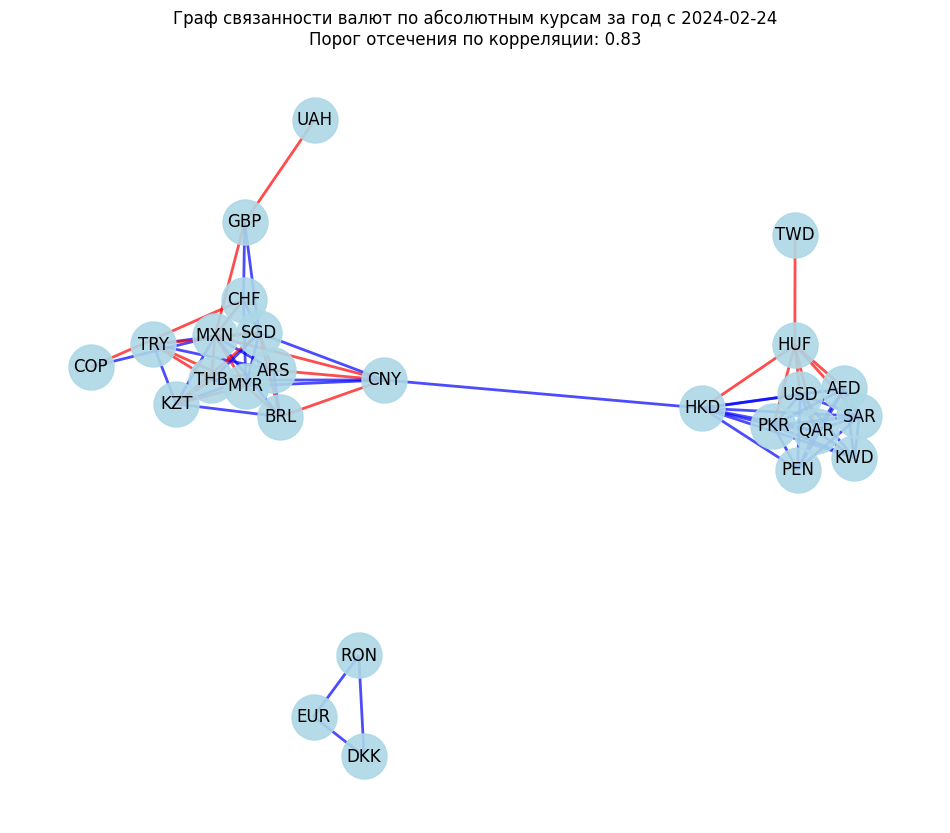 Граф связанности валют по абсолютным курсам за год с 2024-02-24
Порог отсечения по корреляции: 0.83
UAH
GBP
TWD
CHF
SGD
MXN
TRY
HUF
COP
ARS
THB
MYR
CNY
KZT
BRL
AED
USD
HKD
SAR
PKR
QAR
KWD
PEN
RON
EUR
DKK